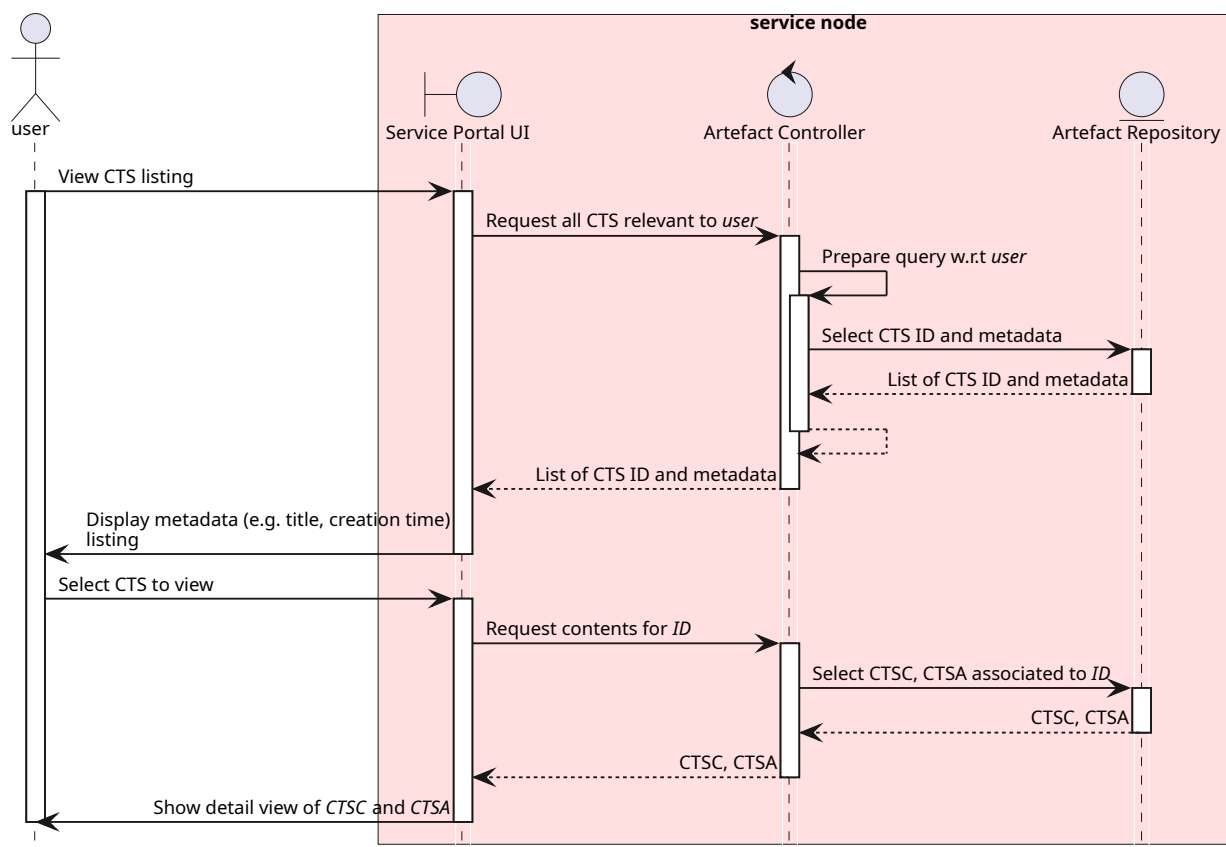 service node
user
Service Portal UI
Artefact Controller
Artefact Repository
View CTS listing
Request all CTS relevant to user
Prepare query w.r.t user
Select CTS ID and metadata
List of CTS ID and metadata
List of CTS ID and metadata
Display metadata (e.g. title, creation time)
listing
Select CTS to view
Request contents for ID
Select CTSC, CTSA associated to ID
CTSC, CTSA
CTSC, CTSA
Show detail view of CTSC and CTSA